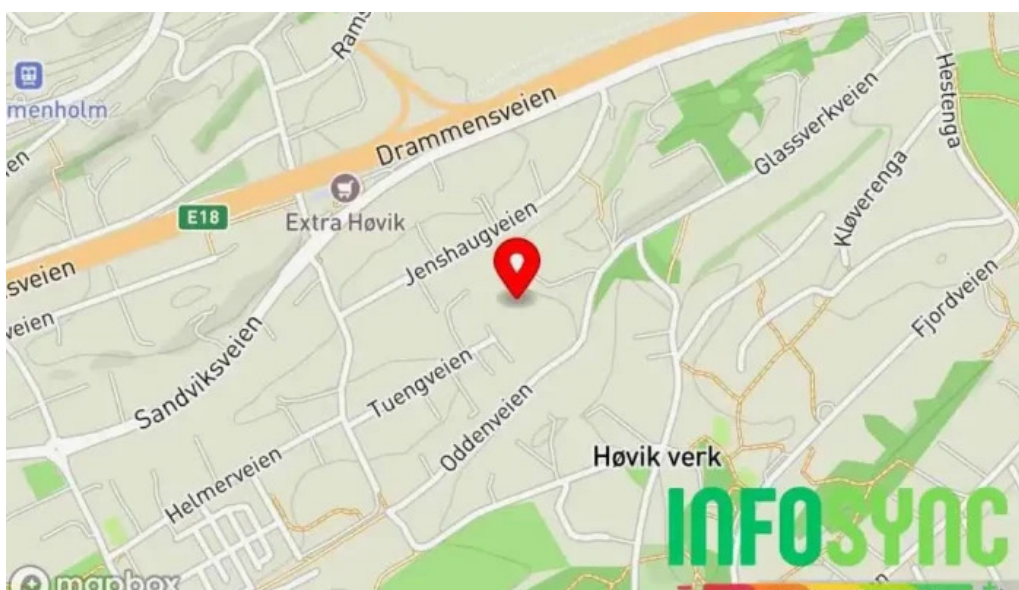 Rams
menholm
Drammensveien
Hestenga
Glassverkveien
E18
Extra Høvik
Jenshaugveien
Kløverenga
sveien
veien
Fjordveien
Sandviksveien
Tuengveien
Oddenveien
Høvik verk
Helmerveien
INFOSYNC
mapbox